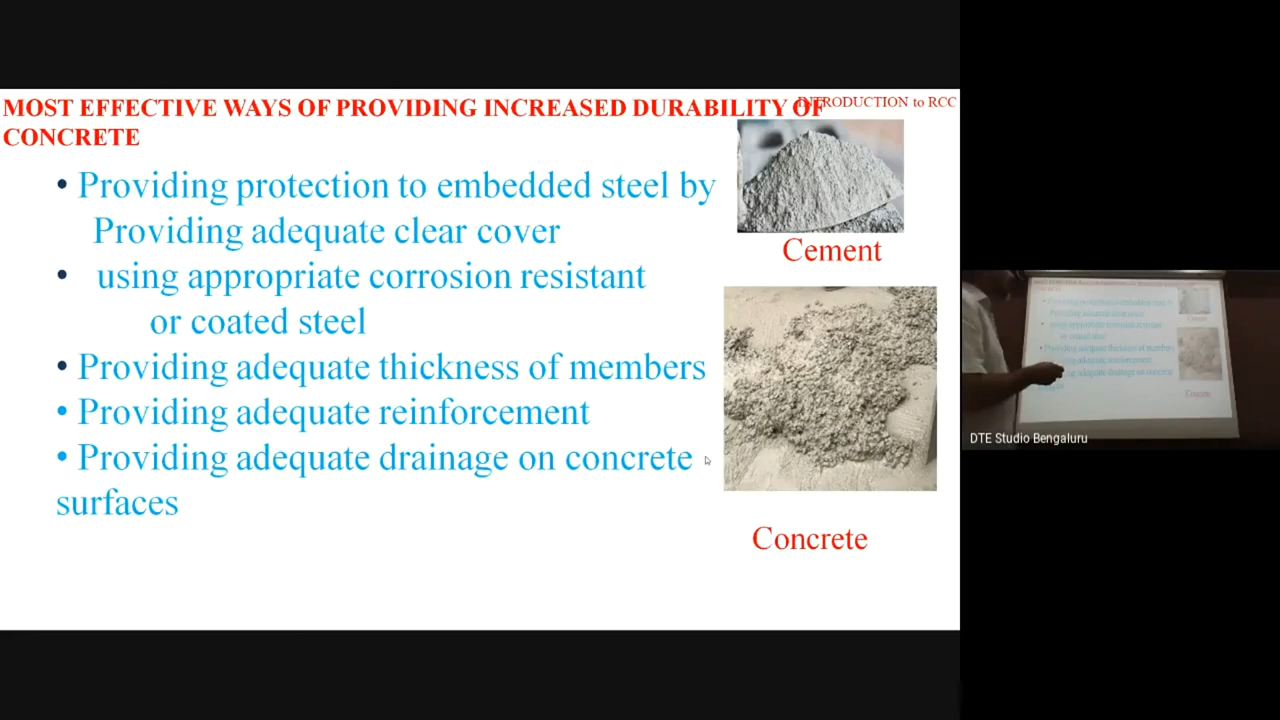 MOST EFFECTIVE WAYS OF PROVIDING INCREASED DURABILITY OF
INTRODUCTION to RCC
CONCRETE
• Providing protection to embedded steel by
Providing adequate clear cover
• using appropriate corrosion resistant
or coated steel
• Providing adequate thickness of members
• Providing adequate reinforcement
• Providing adequate drainage on concrete
surfaces
Cement
Concrete
DTE Studio Bengaluru